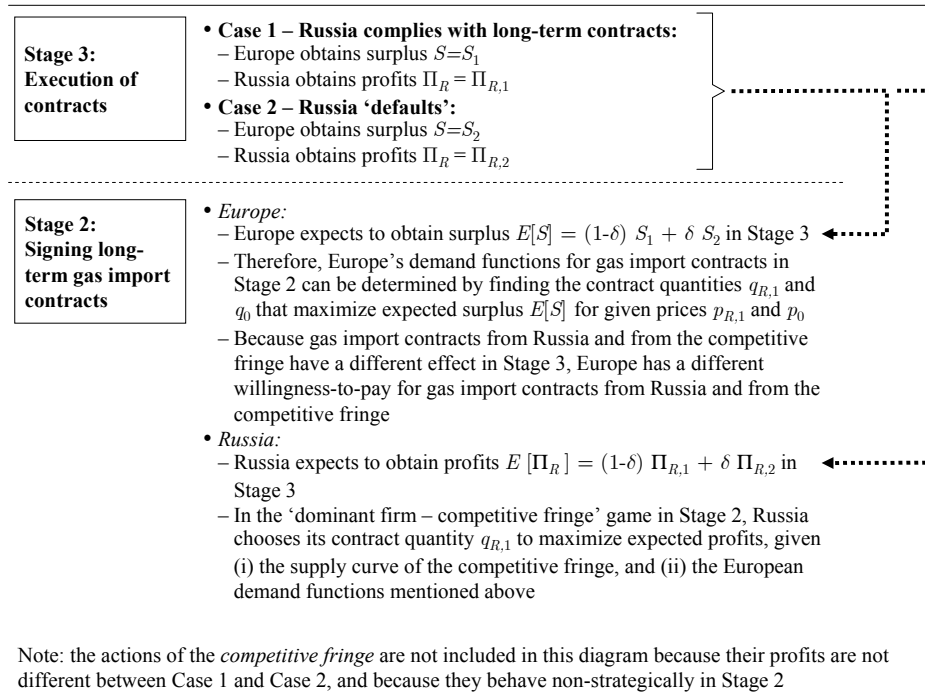 Stage 3:
Execution of
contracts
• Case 1 – Russia complies with long-term contracts:
– Europe obtains surplus S=S₁
– Russia obtains profits Π_R = Π_{R,1}
• Case 2 – Russia ‘defaults’:
– Europe obtains surplus S=S₂
– Russia obtains profits Π_R = Π_{R,2}
Stage 2:
Signing long-
term gas import
contracts
• Europe:
– Europe expects to obtain surplus E[S] = (1-δ) S₁ + δ S₂ in Stage 3
– Therefore, Europe’s demand functions for gas import contracts in
Stage 2 can be determined by finding the contract quantities q_{R,1} and
q₀ that maximize expected surplus E[S] for given prices p_{R,1} and p₀
– Because gas import contracts from Russia and from the competitive
fringe have a different effect in Stage 3, Europe has a different
willingness-to-pay for gas import contracts from Russia and from the
competitive fringe
• Russia:
– Russia expects to obtain profits E [Π_R ] = (1-δ) Π_{R,1} + δ Π_{R,2} in
Stage 3
– In the ‘dominant firm – competitive fringe’ game in Stage 2, Russia
chooses its contract quantity q_{R,1} to maximize expected profits, given
(i) the supply curve of the competitive fringe, and (ii) the European
demand functions mentioned above
Note: the actions of the competitive fringe are not included in this diagram because their profits are not
different between Case 1 and Case 2, and because they behave non-strategically in Stage 2